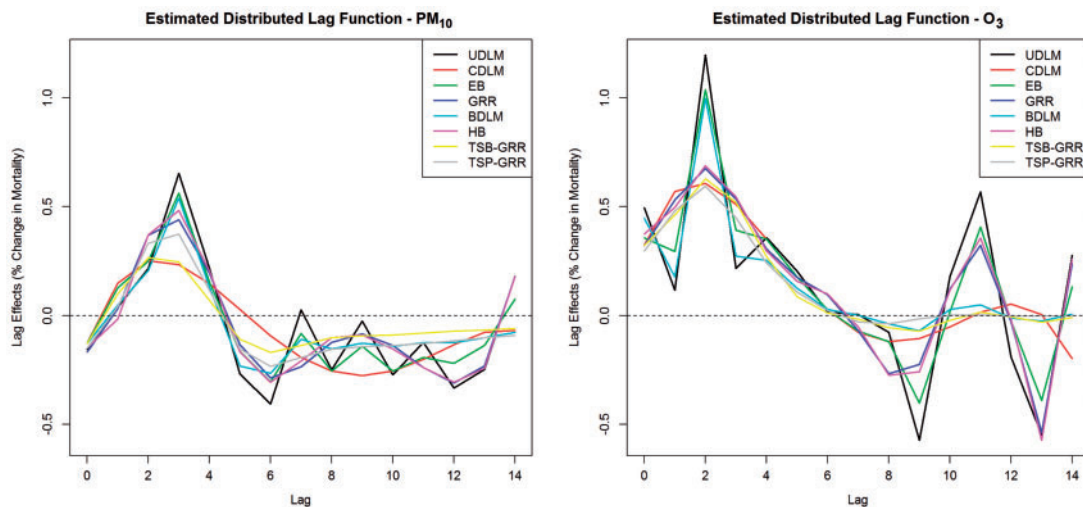 Estimated Distributed Lag Function - PM10
Lag Effects (% Change in Mortality)
1.0
0.5
0.0
-0.5
UDLM
CDLM
EB
GRR
BDLM
HB
TSB-GRR
TSP-GRR
0 2 4 6 8 10 12 14
Lag
Estimated Distributed Lag Function - O3
Lag Effects (% Change in Mortality)
1.0
0.5
0.0
-0.5
UDLM
CDLM
EB
GRR
BDLM
HB
TSB-GRR
TSP-GRR
0 2 4 6 8 10 12 14
Lag